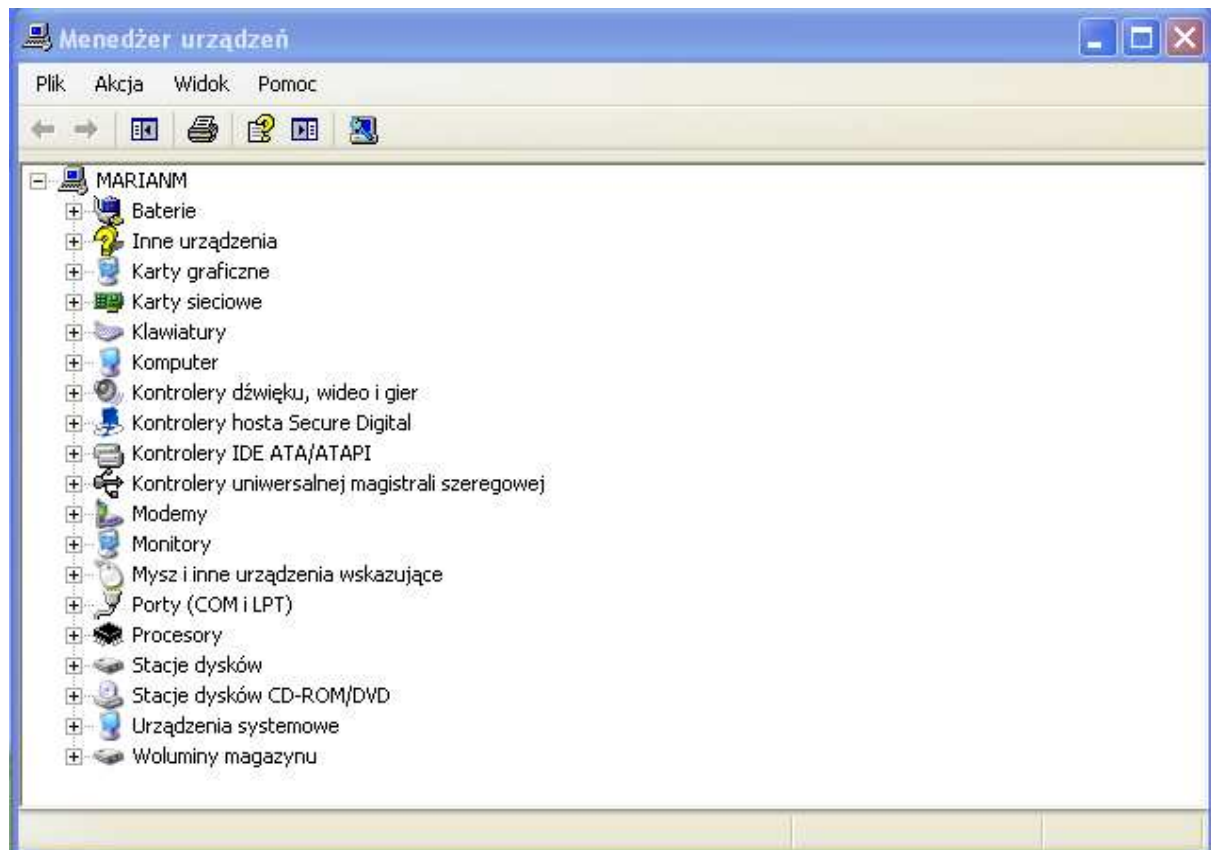 Menedżer urządzeń
Plik Akcja Widok Pomoc
MARIANM
Baterie
Inne urządzenia
Karty graficzne
Karty sieciowe
Klawiatury
Komputer
Kontrolery dźwięku, wideo i gier
Kontrolery hosta Secure Digital
Kontrolery IDE ATA/ATAPI
Kontrolery uniwersalnej magistrali szeregowej
Modemy
Monitory
Mysz i inne urządzenia wskazujące
Porty (COM i LPT)
Procesory
Stacje dysków
Stacje dysków CD-ROM/DVD
Urządzenia systemowe
Woluminy magazynu